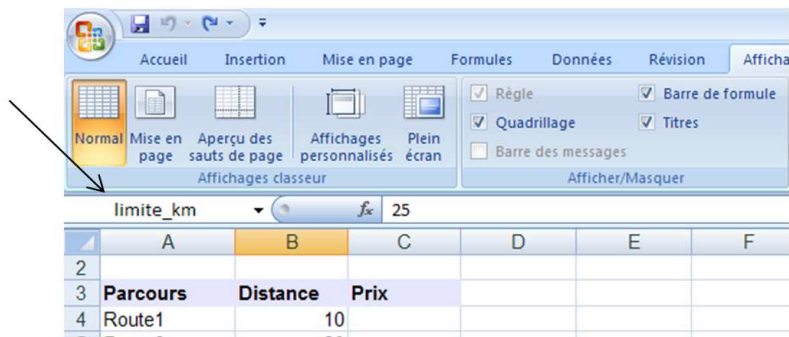 Accueil Insertion Mise en page Formules Données Révision Afficha
Normal Mise en page Aperçu des sauts de page Affichages personnalisés Plein écran
Règle Barre de formule
Quadrillage Titres
Barre des messages
Affichages classeur Afficher/Masquer
limite_km fx 25
A B C D E F
2
3 Parcours Distance Prix
4 Route1 10